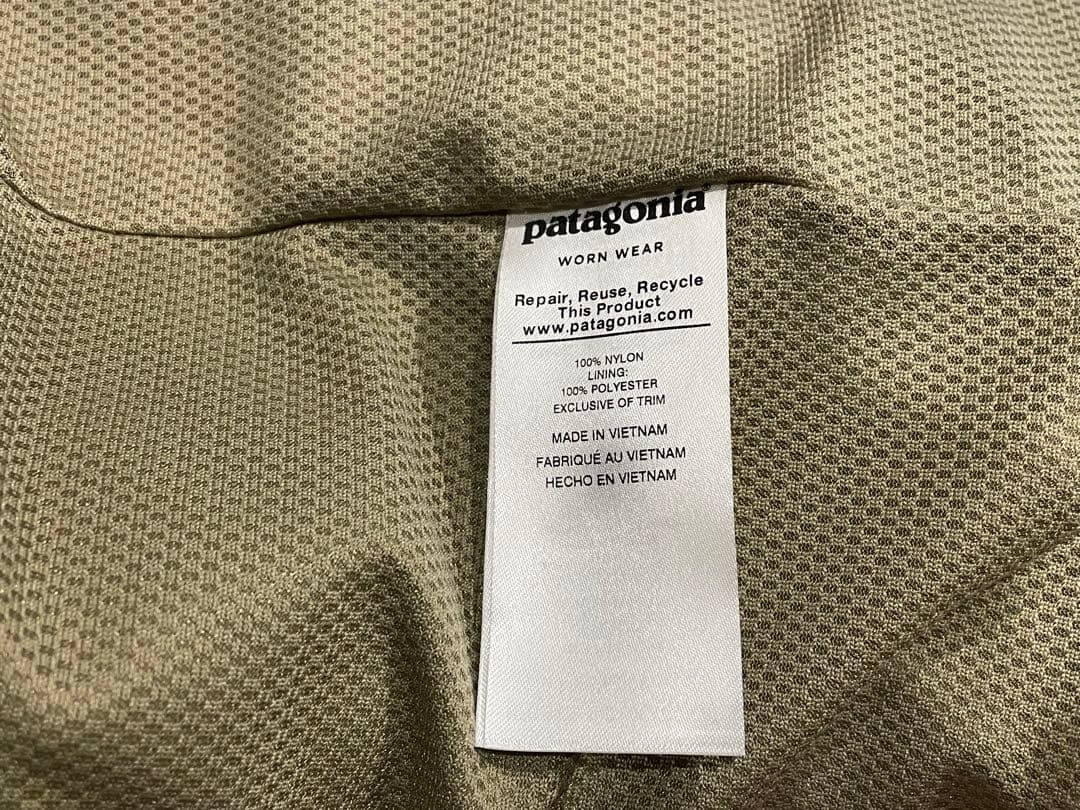 patagonia®
WORN WEAR
Repair, Reuse, Recycle
This Product
www.patagonia.com
100% NYLON
LINING:
100% POLYESTER
EXCLUSIVE OF TRIM
MADE IN VIETNAM
FABRIQUÉ AU VIETNAM
HECHO EN VIETNAM